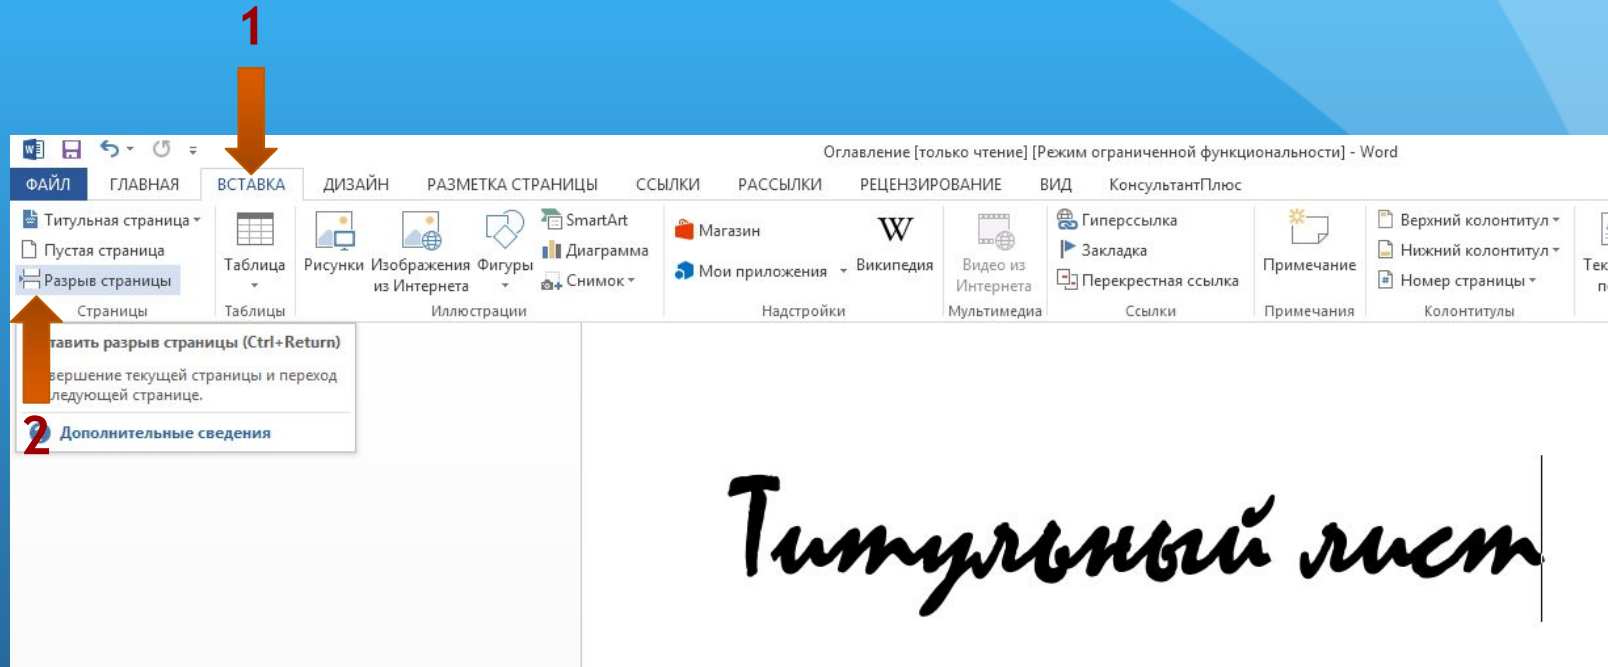 1
Оглавление [только чтение] [Режим ограниченной функциональности] - Word
ФАЙЛ ГЛАВНАЯ ВСТАВКА ДИЗАЙН РАЗМЕТКА СТРАНИЦЫ ССЫЛКИ РАССЫЛКИ РЕЦЕНЗИРОВАНИЕ ВИД КонсультантПлюс
Титульная страница
Пустая страница
Разрыв страницы
Страницы
Таблица
Таблицы
Рисунки
Изображения
из Интернета
Фигуры
SmartArt
Диаграмма
Снимок
Иллюстрации
Магазин
Мои приложения
W
Википедия
Надстройки
Видео из
Интернета
Мультимедиа
Гиперссылка
Закладка
Перекрестная ссылка
Ссылки
Примечание
Примечания
Верхний колонтитул
Нижний колонтитул
Номер страницы
Колонтитулы
разрыв страницы (Ctrl+Return)
текущей страницы и переход
странице.
Дополнительные сведения
2
Титульный лист